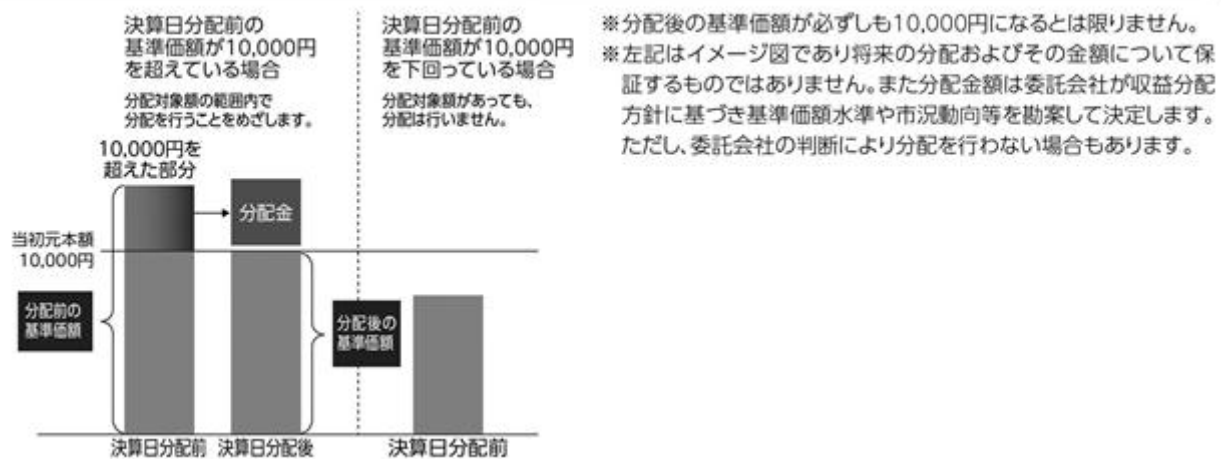 決算日分配前の
基準価額が10,000円
を超えている場合
分配対象額の範囲内で
分配を行うことをめざします。
決算日分配前の
基準価額が10,000円
を下回っている場合
分配対象額があっても、
分配は行いません。
※分配後の基準価額が必ずしも10,000円になるとは限りません。
※左記はイメージ図であり将来の分配およびその金額について保
証するものではありません。また分配金額は委託会社が収益分配
方針に基づき基準価額水準や市況動向等を勘案して決定します。
ただし、委託会社の判断により分配を行わない場合もあります。
10,000円を
超えた部分
分配金
当初元本額
10,000円
分配前の
基準価額
分配後の
基準価額
決算日分配前
決算日分配後
決算日分配前